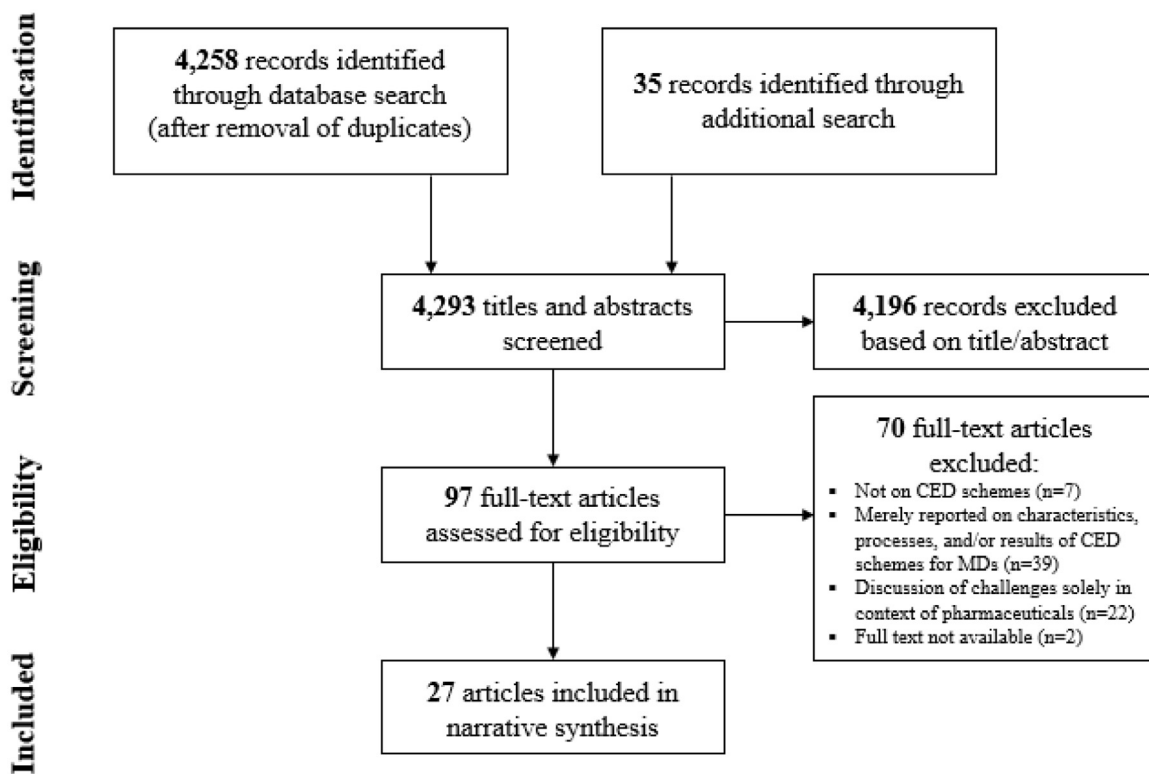 Identification
4,258 records identified
through database search
(after removal of duplicates)
35 records identified through
additional search
Screening
4,293 titles and abstracts
screened
4,196 records excluded
based on title/abstract
Eligibility
97 full-text articles
assessed for eligibility
70 full-text articles
excluded:
▪ Not on CED schemes (n=7)
▪ Merely reported on characteristics,
processes, and/or results of CED
schemes for MDs (n=39)
▪ Discussion of challenges solely in
context of pharmaceuticals (n=22)
▪ Full text not available (n=2)
Included
27 articles included in
narrative synthesis